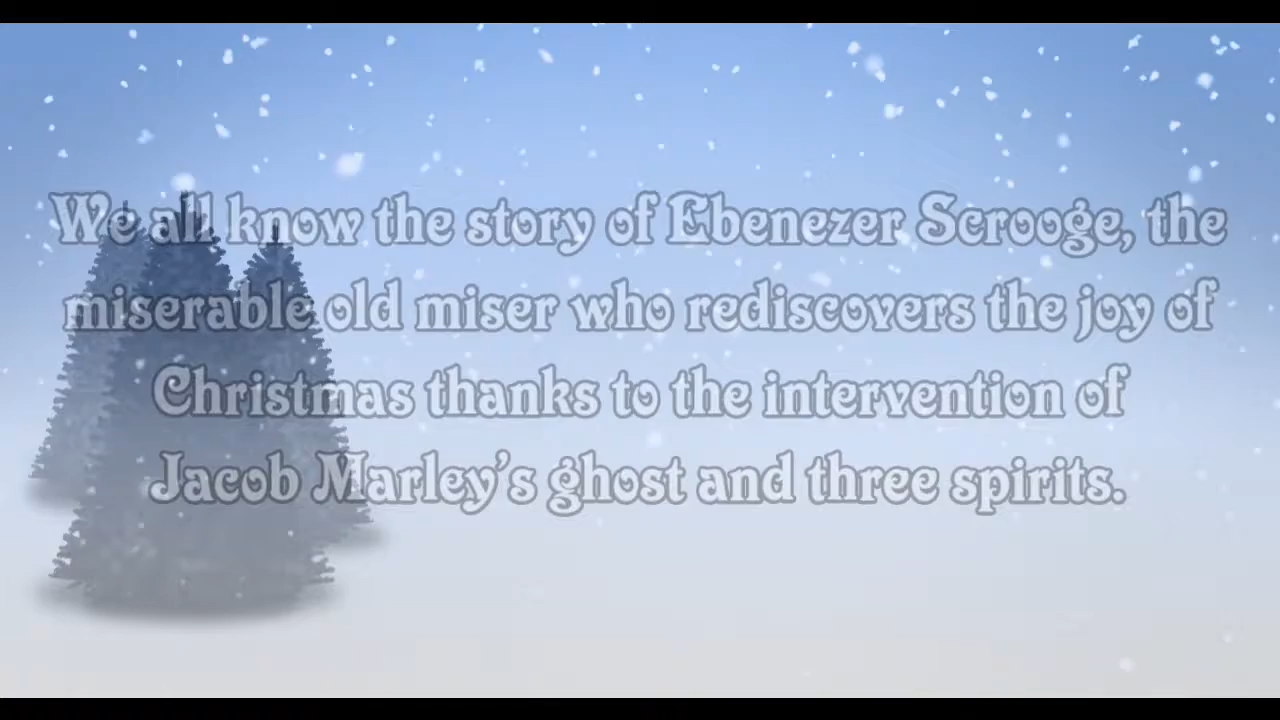 We all know the story of Ebenezer Scrooge, the
miserable old miser who rediscovers the joy of
Christmas thanks to the intervention of
Jacob Marley’s ghost and three spirits.